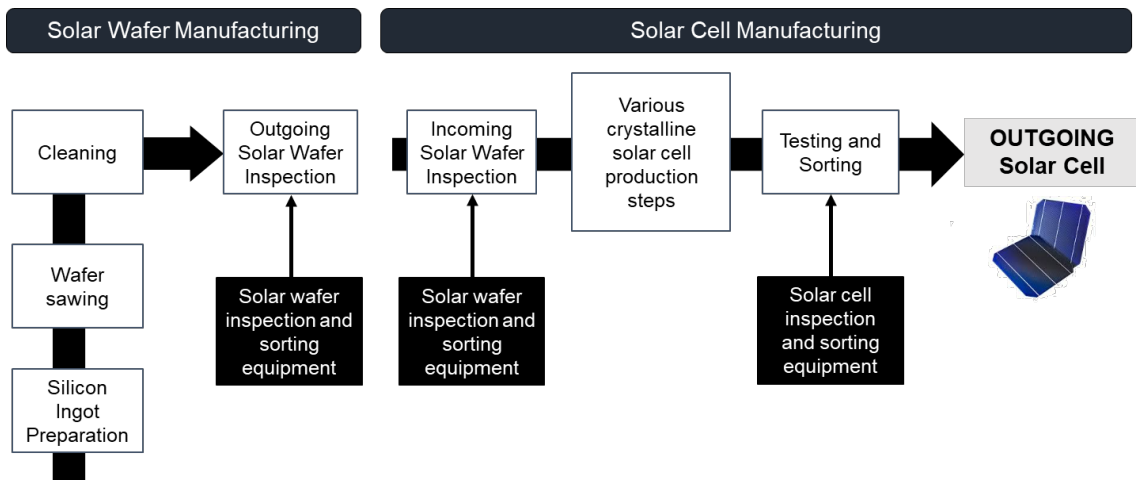 Solar Wafer Manufacturing
Solar Cell Manufacturing
Cleaning
Outgoing
Solar Wafer
Inspection
Incoming
Solar Wafer
Inspection
Various
crystalline
solar cell
production
steps
Testing and
Sorting
OUTGOING
Solar Cell
Wafer
sawing
Solar wafer
inspection and
sorting
equipment
Solar wafer
inspection and
sorting
equipment
Solar cell
inspection
and sorting
equipment
Silicon
Ingot
Preparation